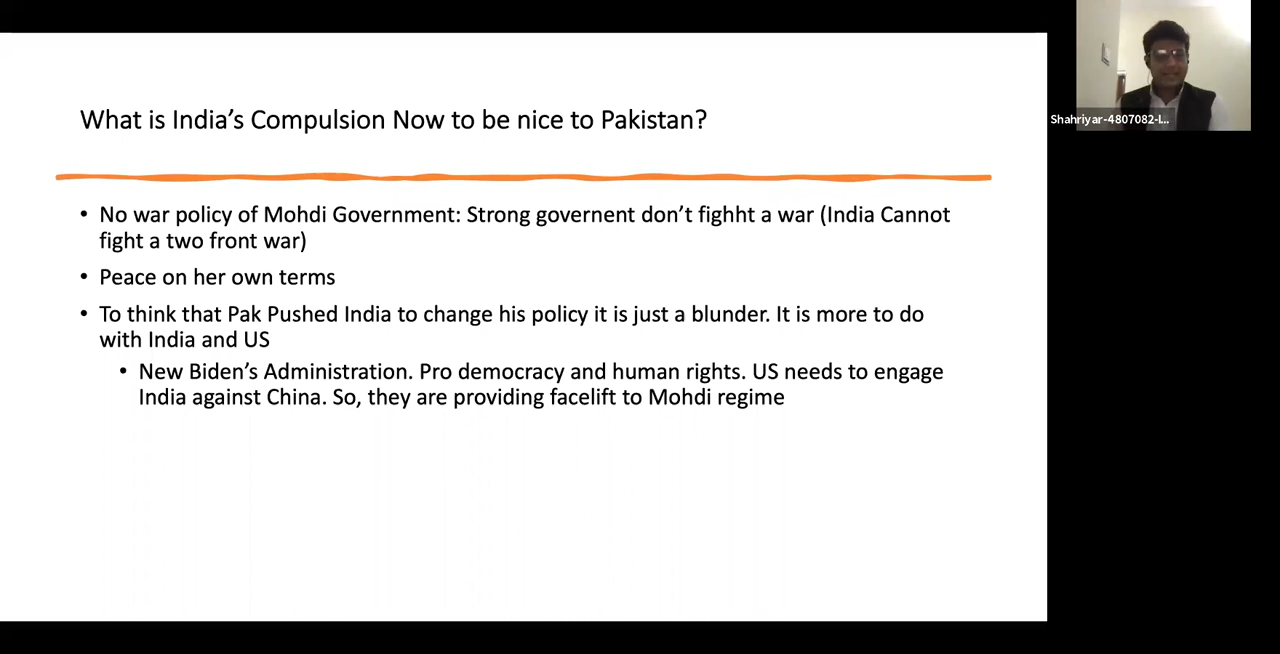 What is India's Compulsion Now to be nice to Pakistan?
• No war policy of Mohdi Government: Strong governent don't fighht a war (India Cannot
fight a two front war)
• Peace on her own terms
• To think that Pak Pushed India to change his policy it is just a blunder. It is more to do
with India and US
• New Biden's Administration. Pro democracy and human rights. US needs to engage
India against China. So, they are providing facelift to Mohdi regime
Shahriyar-4807082-I...